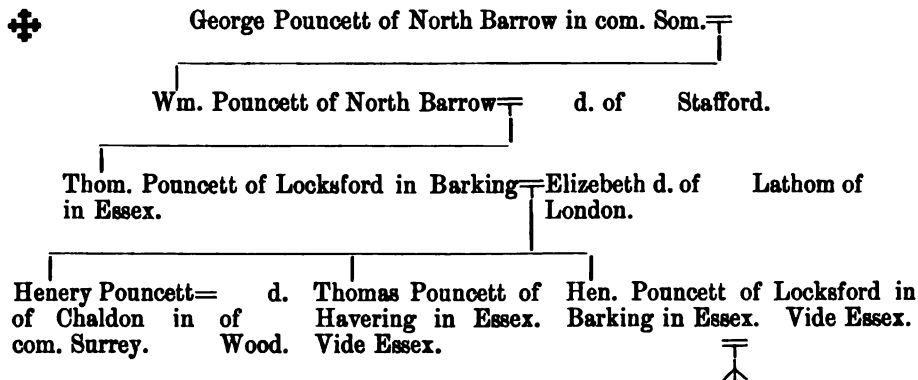 George Pouncett of North Barrow in com. Som.=
Wm. Pouncett of North Barrow= d. of Stafford.
Thom. Pouncett of Locksford in Barking=Elizebeth d. of Lathom of
in Essex. London.
Henery Pouncett= d. Thomas Pouncett of Hen. Pouncett of Locksford in
of Chaldon in of Havering in Essex. Barking in Essex. Vide Essex.
com. Surrey. Wood. Vide Essex. =